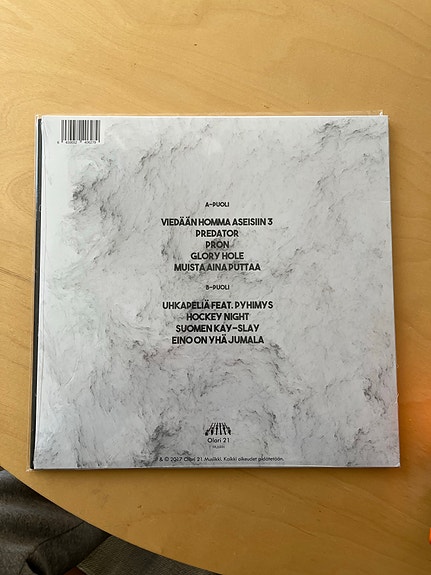 A-PUOLI
VIEDÄÄN HOMMA ASEISIIN 3
PREDATOR
PRON
GLORY HOLE
MUISTA AINA PUTTAA
B-PUOLI
UHKAPELIÄ FEAT. PYHIMYS
HOCKEY NIGHT
SUOMEN KAY-SLAY
EINO ON YHÄ JUMALA
Olari 21
& © 2017 Olari 21 Musiikki. Kaikki oikeudet pidätetään.